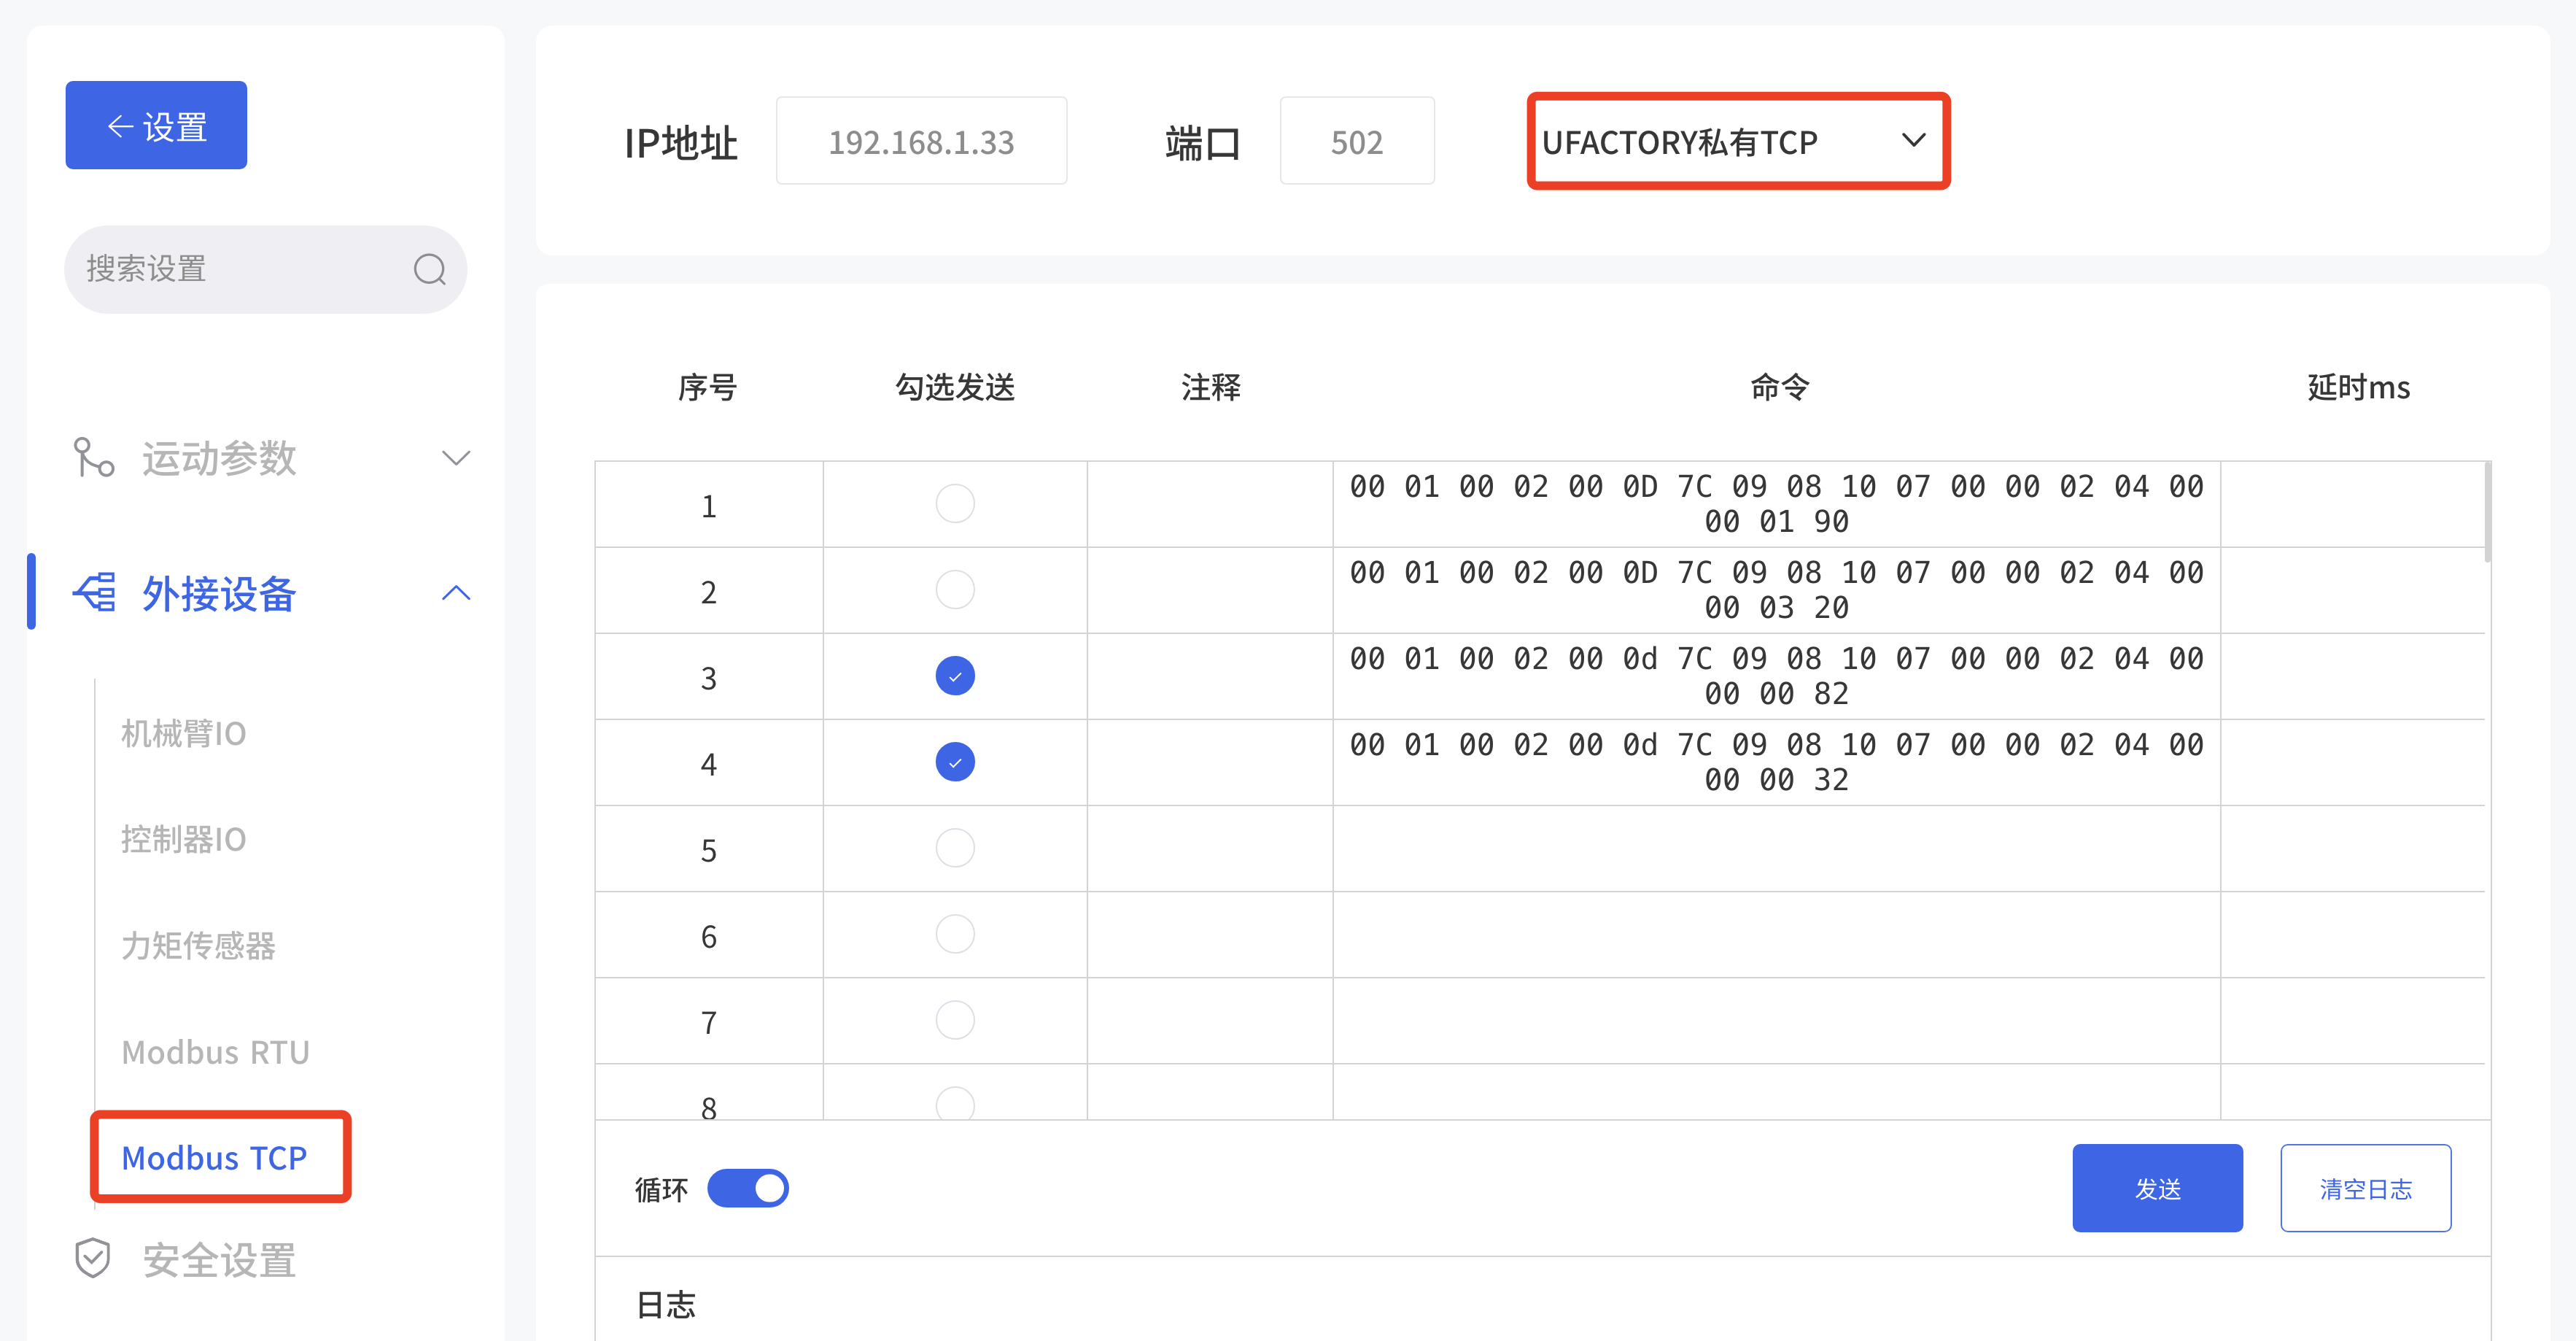 设置
搜索设置
运动参数
外接设备
机械臂IO
控制器IO
力矩传感器
Modbus RTU
Modbus TCP
安全设置
IP地址 192.168.1.33 端口 502 UFACTORY私有TCP
序号 勾选发送 注释 命令 延时ms
1 00 01 00 02 00 0D 7C 09 08 10 07 00 00 02 04 00
00 01 90
2 00 01 00 02 00 0D 7C 09 08 10 07 00 00 02 04 00
00 03 20
3 00 01 00 02 00 0d 7C 09 08 10 07 00 00 02 04 00
00 00 82
4 00 01 00 02 00 0d 7C 09 08 10 07 00 00 02 04 00
00 00 32
5
6
7
8
循环 发送 清空日志
日志